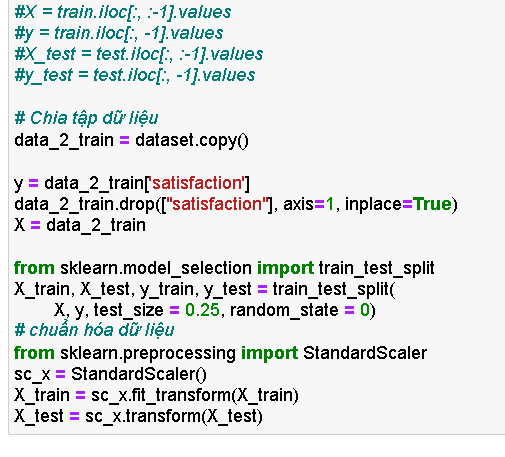 #X = train.iloc[:, :-1].values
#y = train.iloc[:, -1].values
#X_test = test.iloc[:, :-1].values
#y_test = test.iloc[:, -1].values
# Chia tập dữ liệu
data_2_train = dataset.copy()
y = data_2_train['satisfaction']
data_2_train.drop(["satisfaction"], axis=1, inplace=True)
X = data_2_train
from sklearn.model_selection import train_test_split
X_train, X_test, y_train, y_test = train_test_split(
X, y, test_size = 0.25, random_state = 0)
# chuẩn hóa dữ liệu
from sklearn.preprocessing import StandardScaler
sc_x = StandardScaler()
X_train = sc_x.fit_transform(X_train)
X_test = sc_x.transform(X_test)